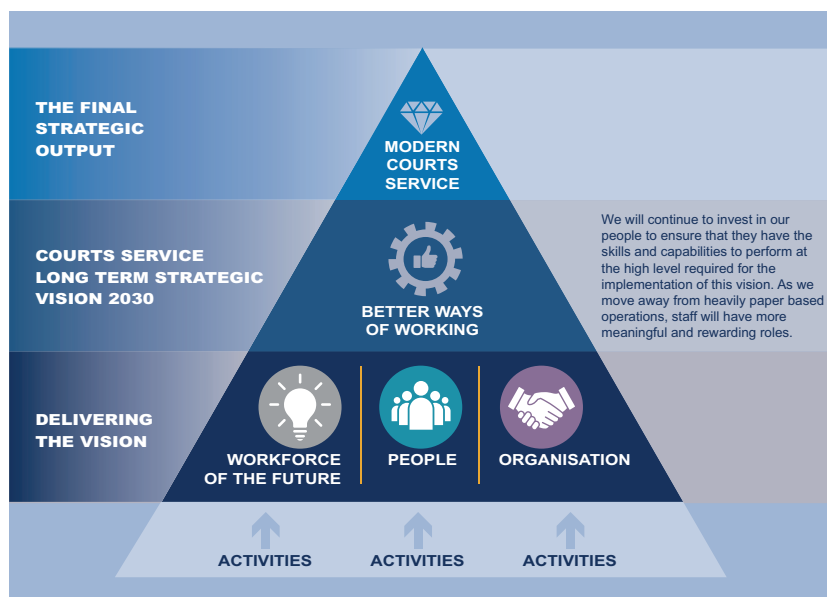 THE FINAL
STRATEGIC
OUTPUT
MODERN
COURTS
SERVICE
COURTS SERVICE
LONG TERM STRATEGIC
VISION 2030
BETTER WAYS
OF WORKING
We will continue to invest in our
people to ensure that they have the
skills and capabilities to perform at
the high level required for the
implementation of this vision. As we
move away from heavily paper based
operations, staff will have more
meaningful and rewarding roles.
DELIVERING
THE VISION
WORKFORCE
OF THE FUTURE
PEOPLE
ORGANISATION
ACTIVITIES
ACTIVITIES
ACTIVITIES